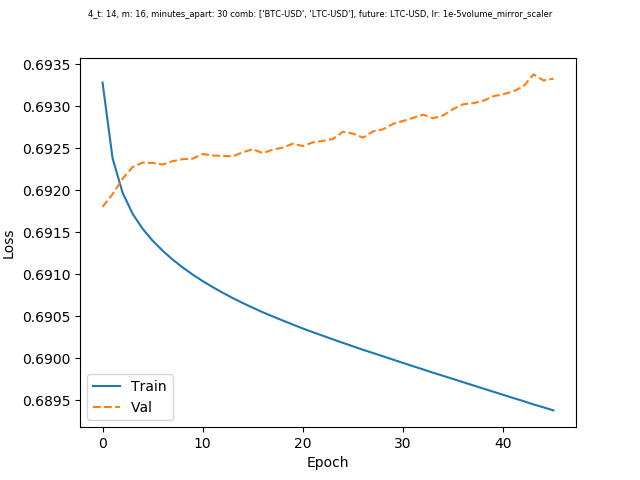 4_t: 14, m: 16, minutes_apart: 30 comb: ['BTC-USD', 'LTC-USD'], future: LTC-USD, lr: 1e-5volume_mirror_scaler
0.6935
0.6930
0.6925
0.6920
0.6915
0.6910
0.6905
0.6900
0.6895
Loss
Train
Val
0 10 20 30 40
Epoch